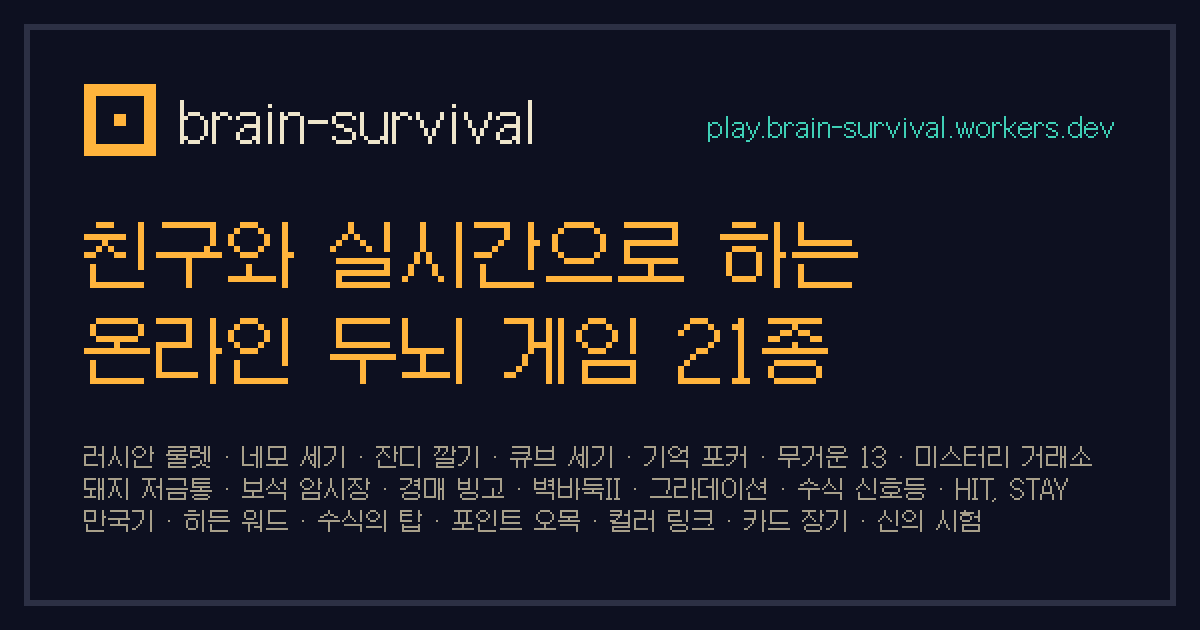 brain-survival
play.brain-survival.workers.dev
친구와 실시간으로 하는
온라인 두뇌 게임 21종
러시안 룰렛 · 네모 세기 · 잔디 깔기 · 큐브 세기 · 기억 포커 · 무거운 13 · 미스터리 거래소
돼지 저금통 · 보석 암시장 · 경매 빙고 · 벽바둑II · 그라데이션 · 수식 신호등 · HIT, STAY
만국기 · 히든 워드 · 수식의 탑 · 포인트 오목 · 컬러 링크 · 카드 장기 · 신의 시험